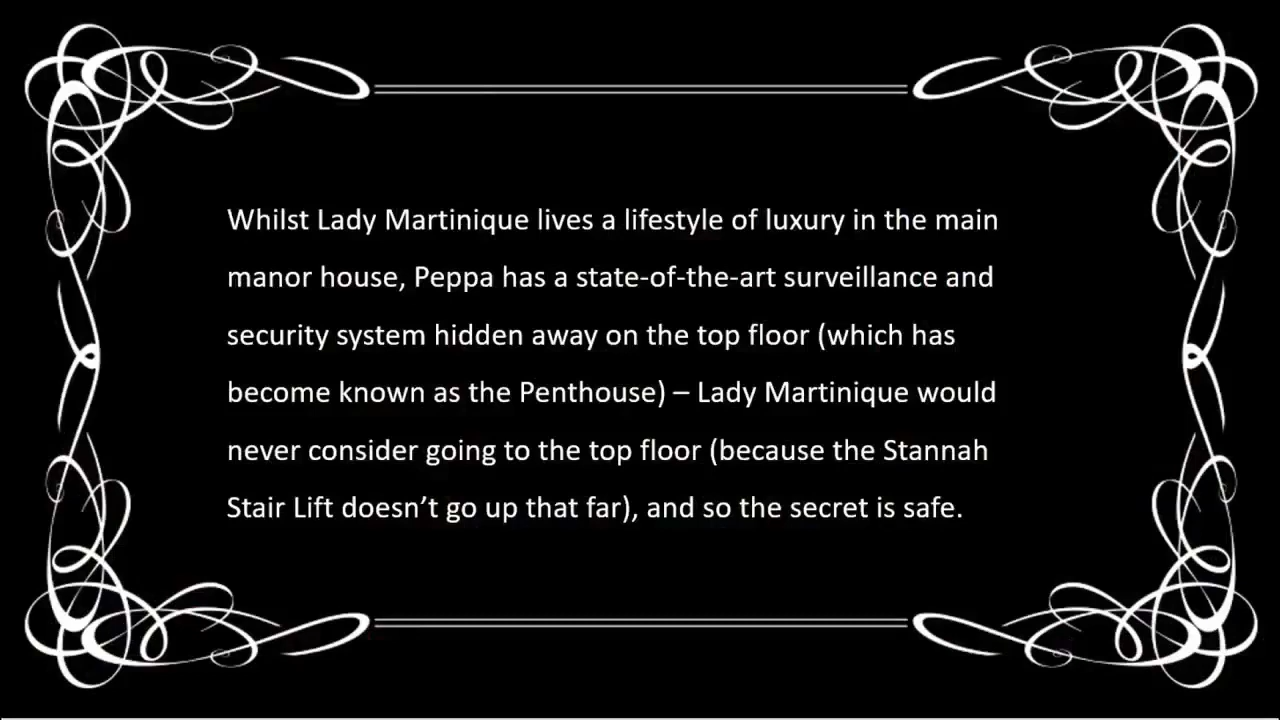 Whilst Lady Martinique lives a lifestyle of luxury in the main
manor house, Peppa has a state-of-the-art surveillance and
security system hidden away on the top floor (which has
become known as the Penthouse) – Lady Martinique would
never consider going to the top floor (because the Stannah
Stair Lift doesn’t go up that far), and so the secret is safe.